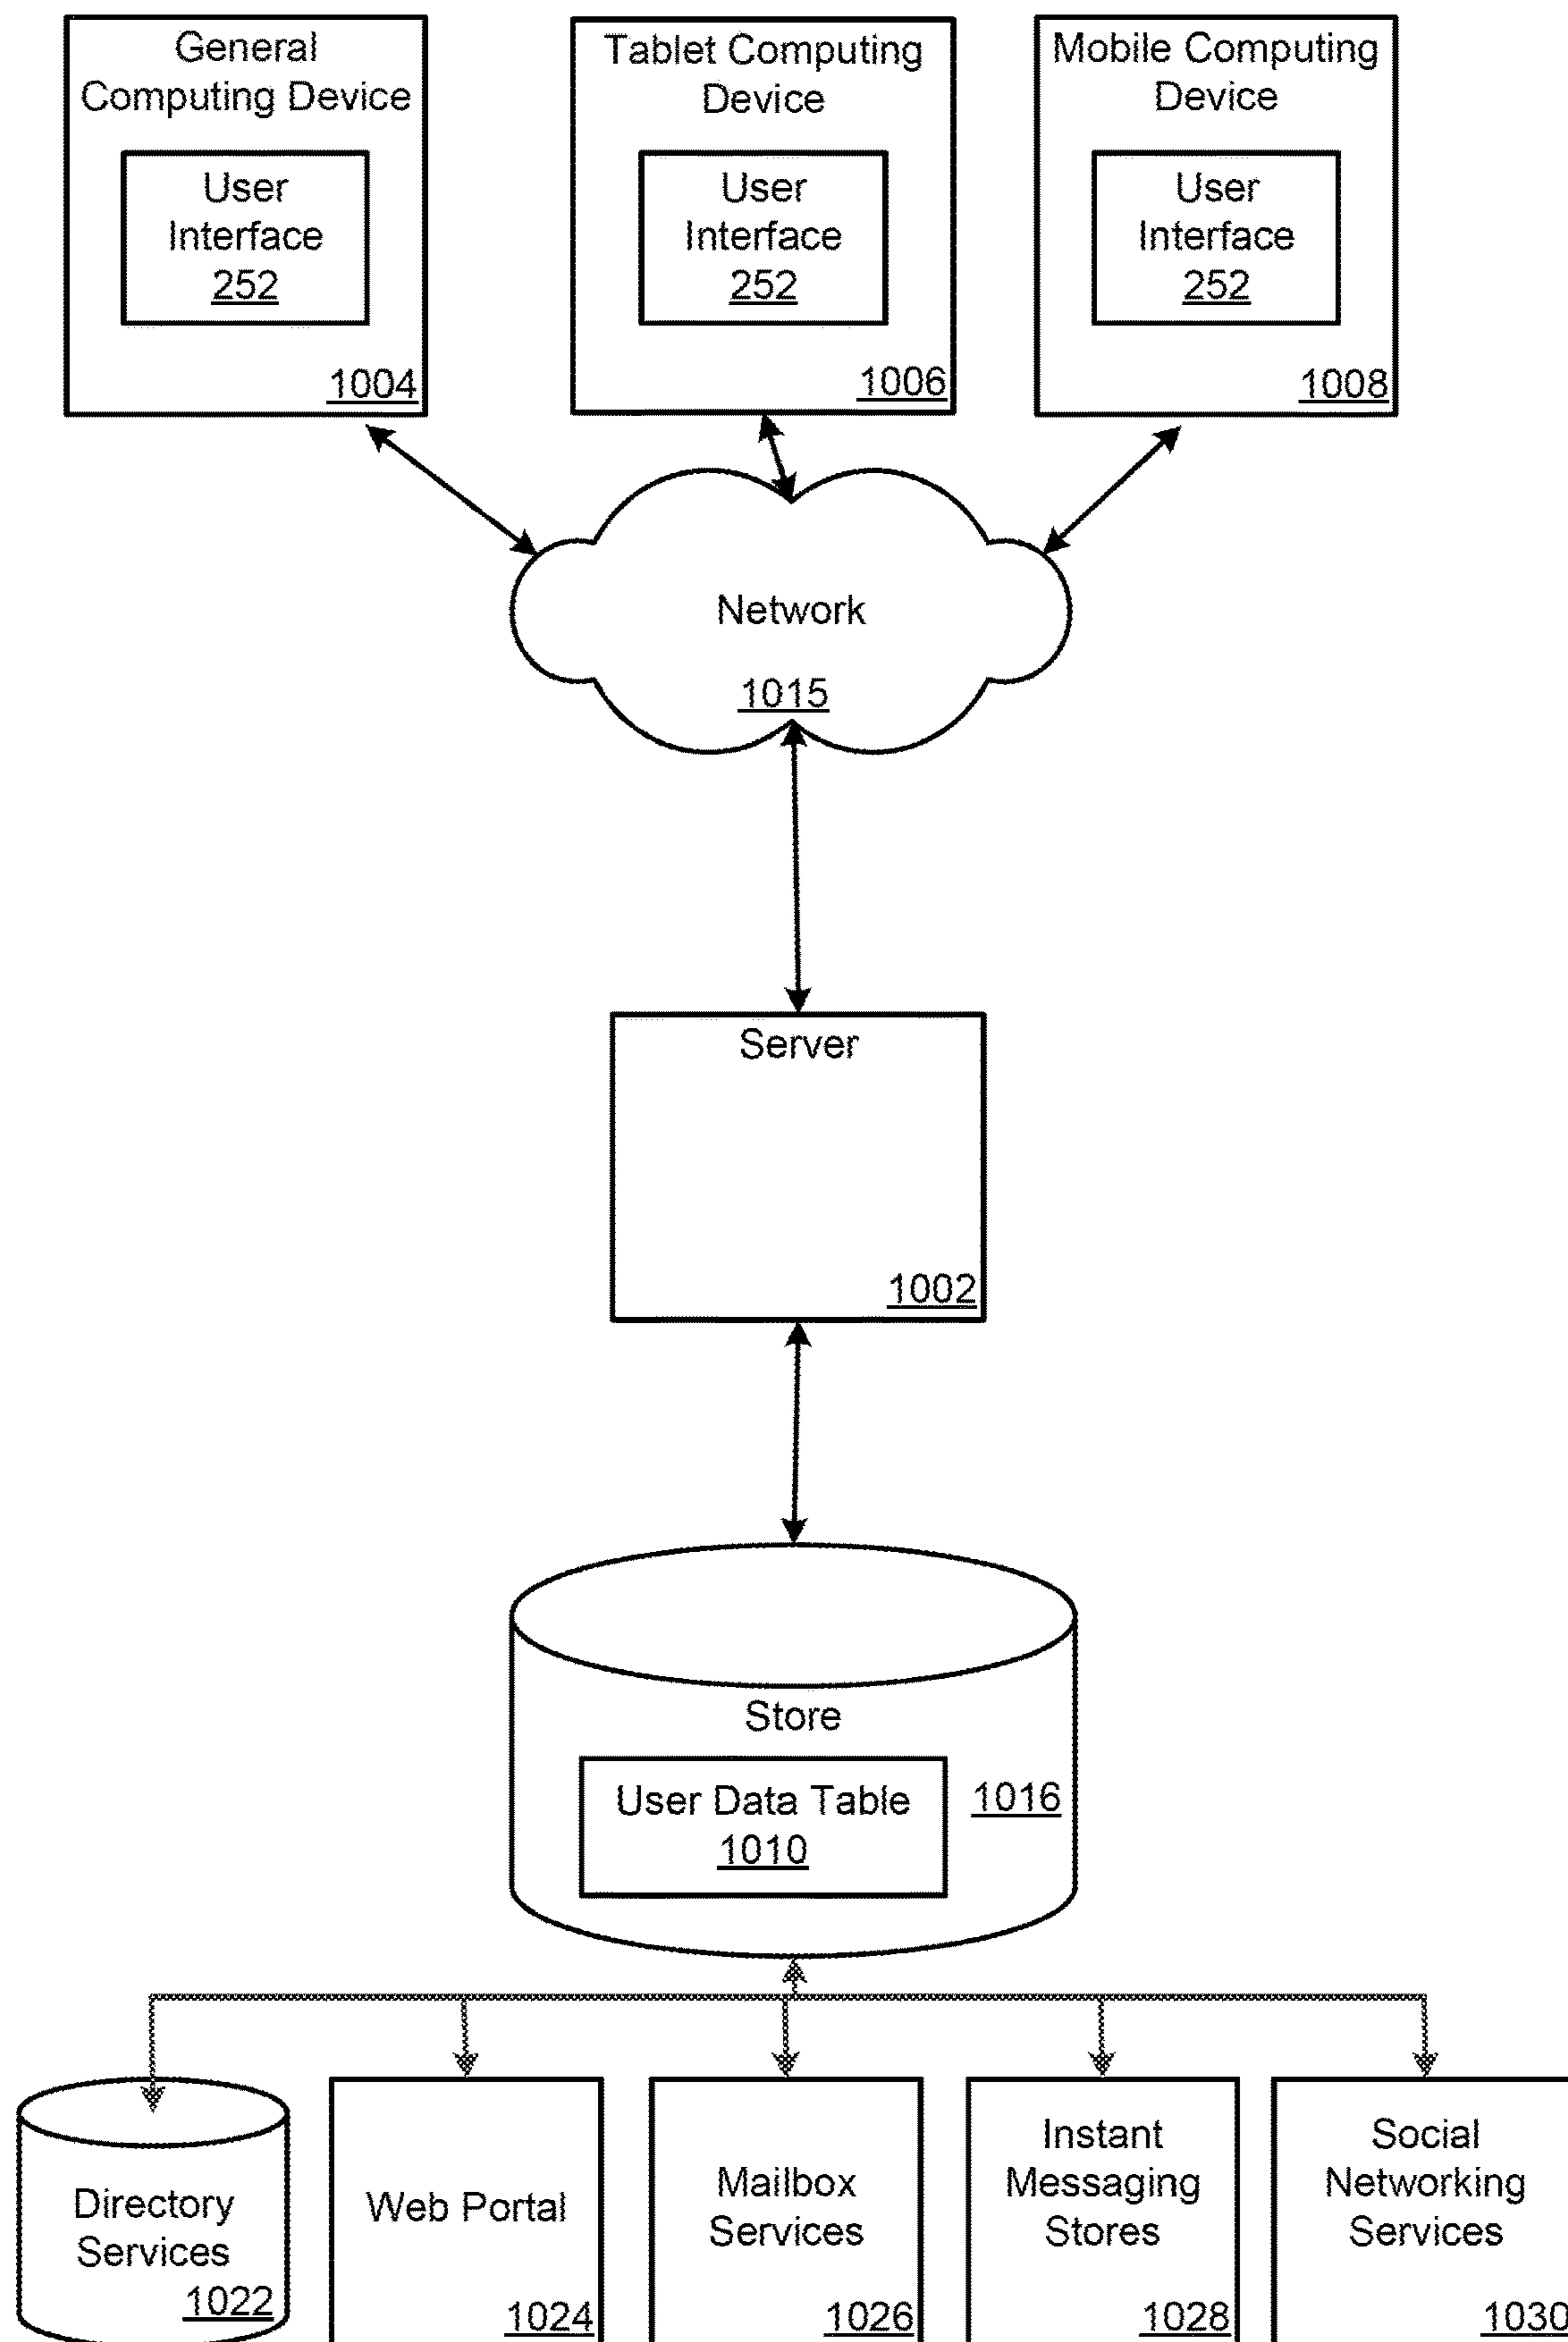 General
Computing Device
User
Interface
252
1004
Tablet Computing
Device
User
Interface
252
1006
Mobile Computing
Device
User
Interface
252
1008
Network
1015
Server
1002
Store
User Data Table
1010
1016
Directory
Services
1022
Web Portal
1024
Mailbox
Services
1026
Instant
Messaging
Stores
1028
Social
Networking
Services
1030